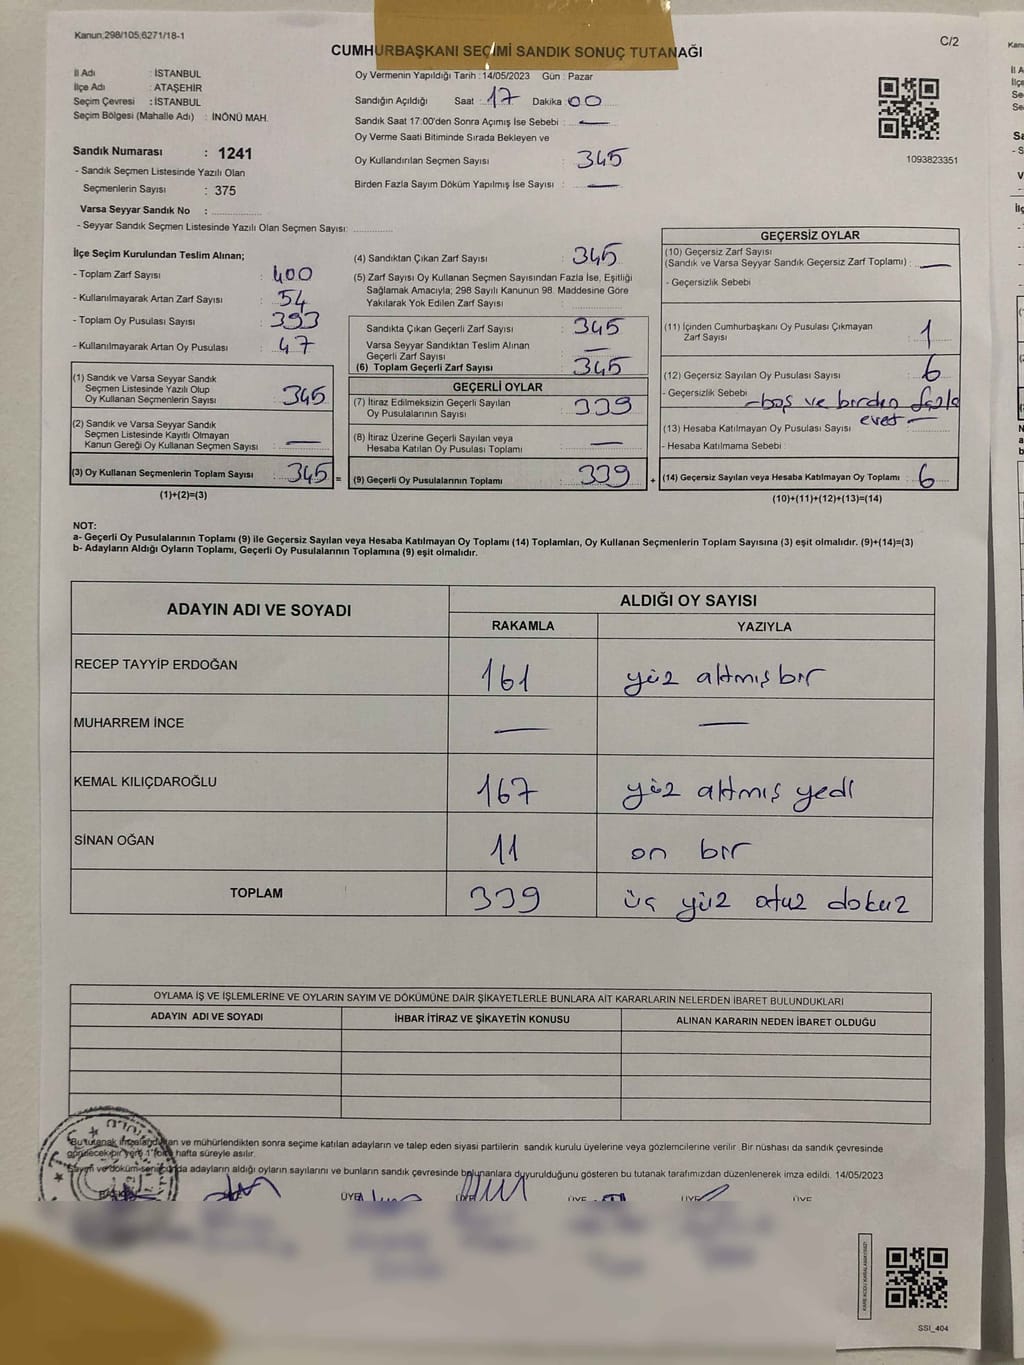 Kanun,298/105,6271/18-1
C/2
CUMHURBAŞKANI SEÇİMİ SANDIK SONUÇ TUTANAĞI
İl Adı : İSTANBUL
İlçe Adı : ATAŞEHİR
Seçim Çevresi : İSTANBUL
Seçim Bölgesi (Mahalle Adı) : İNÖNÜ MAH.
Sandık Numarası : 1241
- Sandık Seçmen Listesinde Yazılı Olan
Seçmenlerin Sayısı : 375
Varsa Seyyar Sandık No :
- Seyyar Sandık Seçmen Listesinde Yazılı Olan Seçmen Sayısı:
Oy Vermenin Yapıldığı Tarih : 14/05/2023 Gün : Pazar
Sandığın Açıldığı Saat : 17 Dakika : 00
Sandık Saat 17:00'den Sonra Açımış İse Sebebi : —
Oy Verme Saati Bitiminde Sırada Bekleyen ve
Oy Kullandırılan Seçmen Sayısı : 345
Birden Fazla Sayım Döküm Yapılmış İse Sayısı : —
1093823351
İlçe Seçim Kurulundan Teslim Alınan;
- Toplam Zarf Sayısı : 400
- Kullanılmayarak Artan Zarf Sayısı : 54
- Toplam Oy Pusulası Sayısı : 393
- Kullanılmayarak Artan Oy Pusulası : 47
(1) Sandık ve Varsa Seyyar Sandık
Seçmen Listesinde Yazılı Olup
Oy Kullanan Seçmenlerin Sayısı : 345
(2) Sandık ve Varsa Seyyar Sandık
Seçmen Listesinde Kayıtlı Olmayan
Kanun Gereği Oy Kullanan Seçmen Sayısı : —
(3) Oy Kullanan Seçmenlerin Toplam Sayısı : 345 =
(1)+(2)=(3)
(4) Sandıktan Çıkan Zarf Sayısı : 345
(5) Zarf Sayısı Oy Kullanan Seçmen Sayısından Fazla İse, Eşitliği
Sağlamak Amacıyla; 298 Sayılı Kanunun 98. Maddesine Göre
Yakılarak Yok Edilen Zarf Sayısı :
Sandıkta Çıkan Geçerli Zarf Sayısı : 345
Varsa Seyyar Sandıktan Teslim Alınan
Geçerli Zarf Sayısı : —
(6) Toplam Geçerli Zarf Sayısı : 345
GEÇERLİ OYLAR
(7) İtiraz Edilmeksizin Geçerli Sayılan
Oy Pusulalarının Sayısı : 339
(8) İtiraz Üzerine Geçerli Sayılan veya
Hesaba Katılan Oy Pusulası Toplamı : —
(9) Geçerli Oy Pusulalarının Toplamı : 339 +
GEÇERSİZ OYLAR
(10) Geçersiz Zarf Sayısı
(Sandık ve Varsa Seyyar Sandık Geçersiz Zarf Toplamı) : —
- Geçersizlik Sebebi :
(11) İçinden Cumhurbaşkanı Oy Pusulası Çıkmayan
Zarf Sayısı : 1
(12) Geçersiz Sayılan Oy Pusulası Sayısı : 6
- Geçersizlik Sebebi - boş ve birden fazla
evet
(13) Hesaba Katılmayan Oy Pusulası Sayısı : —
- Hesaba Katılmama Sebebi :
(14) Geçersiz Sayılan veya Hesaba Katılmayan Oy Toplamı : 6
(10)+(11)+(12)+(13)=(14)
NOT:
a- Geçerli Oy Pusulalarının Toplamı (9) ile Geçersiz Sayılan veya Hesaba Katılmayan Oy Toplamı (14) Toplamları, Oy Kullanan Seçmenlerin Toplam Sayısına (3) eşit olmalıdır. (9)+(14)=(3)
b- Adayların Aldığı Oyların Toplamı, Geçerli Oy Pusulalarının Toplamına (9) eşit olmalıdır.
ADAYIN ADI VE SOYADI ALDIĞI OY SAYISI
RAKAMLA YAZIYLA
RECEP TAYYİP ERDOĞAN 161 yüz altmış bir
MUHARREM İNCE — —
KEMAL KILIÇDAROĞLU 167 yüz altmış yedi
SİNAN OĞAN 11 on bir
TOPLAM 339 üç yüz otuz dokuz
OYLAMA İŞ VE İŞLEMLERİNE VE OYLARIN SAYIM VE DÖKÜMÜNE DAİR ŞİKAYETLERLE BUNLARA AİT KARARLARIN NELERDEN İBARET BULUNDUKLARI
ADAYIN ADI VE SOYADI İHBAR İTİRAZ VE ŞİKAYETİN KONUSU ALINAN KARARIN NEDEN İBARET OLDUĞU
Bu tutanak imzalandıktan ve mühürlendikten sonra seçime katılan adayların ve talep eden siyasi partilerin sandık kurulu üyelerine veya gözlemcilerine verilir. Bir nüshası da sandık çevresinde
görülecek bir yere 1 hafta süreyle asılır.
Sayım ve döküm sonunda adayların aldığı oyların sayılarını ve bunların sandık çevresinde bulunanlara duyurulduğunu gösteren bu tutanak tarafımızdan düzenlenerek imza edildi. 14/05/2023
BAŞKAN ÜYE ÜYE ÜYE ÜYE ÜYE
SSI_404